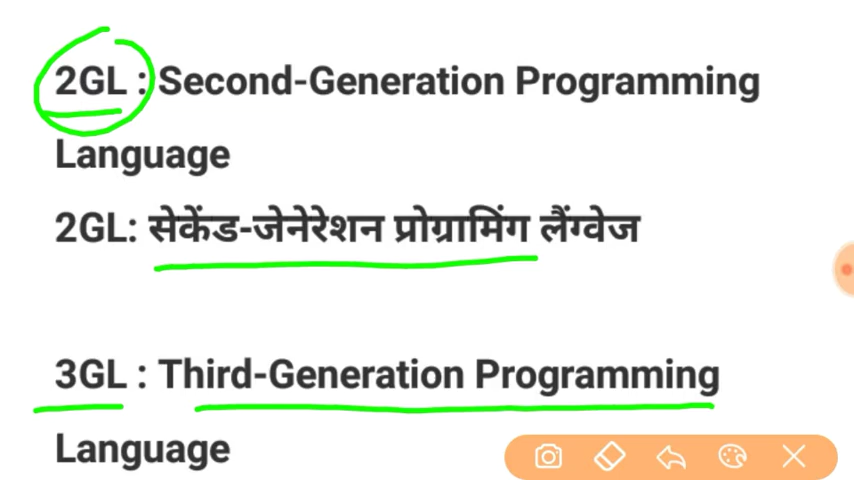 2GL : Second-Generation Programming
Language
2GL: सेकेंड-जेनेरेशन प्रोग्रामिंग लैंग्वेज
3GL : Third-Generation Programming
Language